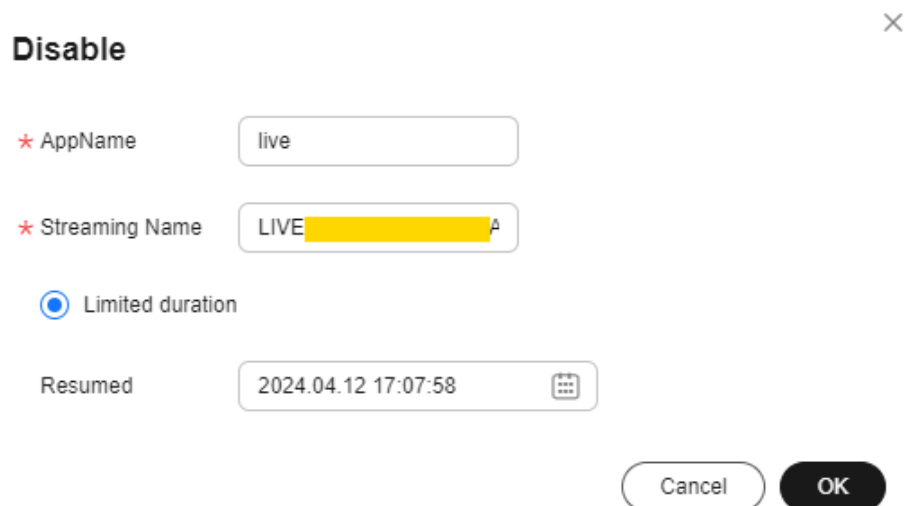 Disable
* AppName live
* Streaming Name LIVE
Limited duration
Resumed 2024.04.12 17:07:58
Cancel OK